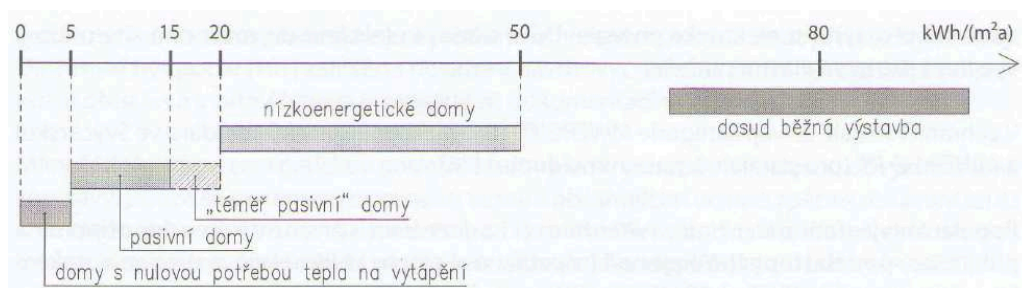 0 5 15 20 50 80 kWh/(m²a)
nízkoenergetické domy
dosud běžná výstavba
„téměř pasivní“ domy
pasivní domy
domy s nulovou potřebou tepla na vytápění